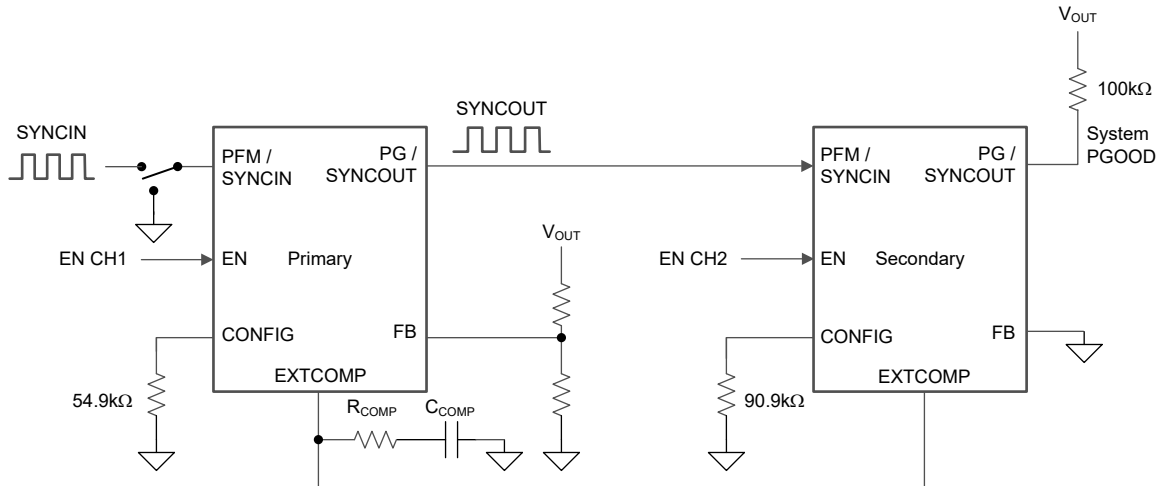 VOUT
100kΩ
System
PGOOD
SYNCIN
SYNCOUT
PFM /
SYNCIN
PG /
SYNCOUT
EN CH1
EN
Primary
CONFIG
FB
EXTCOMP
54.9kΩ
RCOMP
CCOMP
VOUT
PFM /
SYNCIN
PG /
SYNCOUT
EN CH2
EN
Secondary
CONFIG
FB
EXTCOMP
90.9kΩ